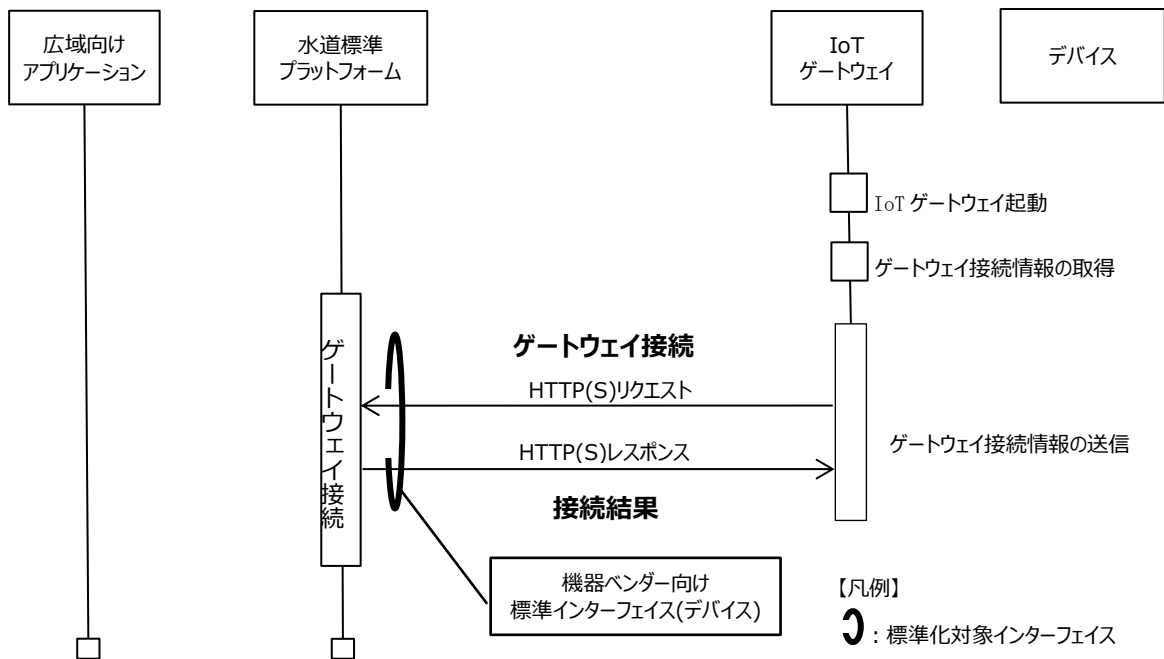 広域向け
アプリケーション
水道標準
プラットフォーム
IoT
ゲートウェイ
デバイス
IoT ゲートウェイ起動
ゲートウェイ接続情報の取得
ゲートウェイ接続
ゲートウェイ接続
HTTP(S)リクエスト
ゲートウェイ接続情報の送信
HTTP(S)レスポンス
接続結果
機器ベンダー向け
標準インターフェイス(デバイス)
【凡例】
：標準化対象インターフェイス